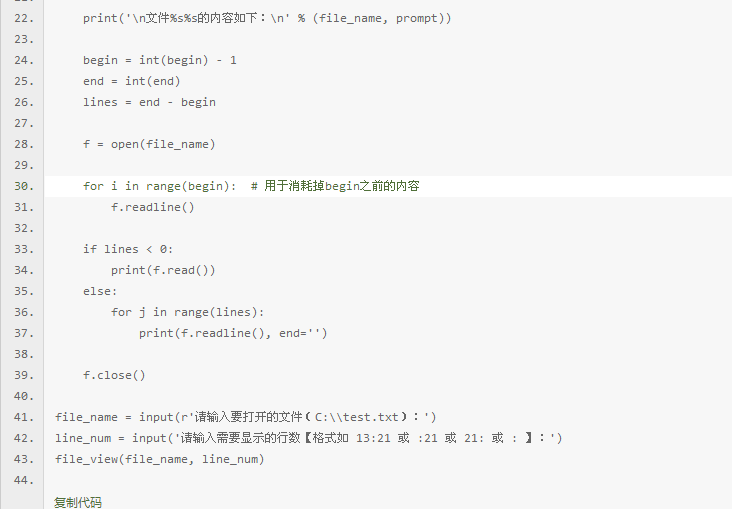 22. print('\n文件%s%s的内容如下：\n' % (file_name, prompt))
23.
24. begin = int(begin) - 1
25. end = int(end)
26. lines = end - begin
27.
28. f = open(file_name)
29.
30. for i in range(begin):  # 用于消耗掉begin之前的内容
31. f.readline()
32.
33. if lines < 0:
34. print(f.read())
35. else:
36. for j in range(lines):
37. print(f.readline(), end='')
38.
39. f.close()
40.
41. file_name = input(r'请输入要打开的文件（C:\\test.txt）：')
42. line_num = input('请输入需要显示的行数【格式如 13:21 或 :21 或 21: 或 : 】：')
43. file_view(file_name, line_num)
44.
复制代码